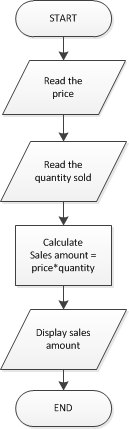 START
Read the
price
Read the
quantity sold
Calculate
Sales amount =
price*quantity
Display sales
amount
END